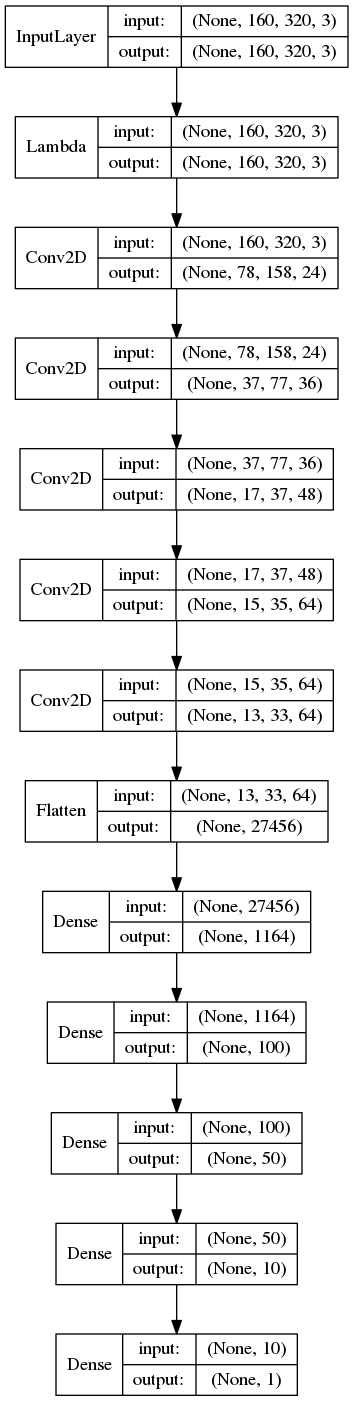 InputLayer
input: (None, 160, 320, 3)
output: (None, 160, 320, 3)
Lambda
input: (None, 160, 320, 3)
output: (None, 160, 320, 3)
Conv2D
input: (None, 160, 320, 3)
output: (None, 78, 158, 24)
Conv2D
input: (None, 78, 158, 24)
output: (None, 37, 77, 36)
Conv2D
input: (None, 37, 77, 36)
output: (None, 17, 37, 48)
Conv2D
input: (None, 17, 37, 48)
output: (None, 15, 35, 64)
Conv2D
input: (None, 15, 35, 64)
output: (None, 13, 33, 64)
Flatten
input: (None, 13, 33, 64)
output: (None, 27456)
Dense
input: (None, 27456)
output: (None, 1164)
Dense
input: (None, 1164)
output: (None, 100)
Dense
input: (None, 100)
output: (None, 50)
Dense
input: (None, 50)
output: (None, 10)
Dense
input: (None, 10)
output: (None, 1)